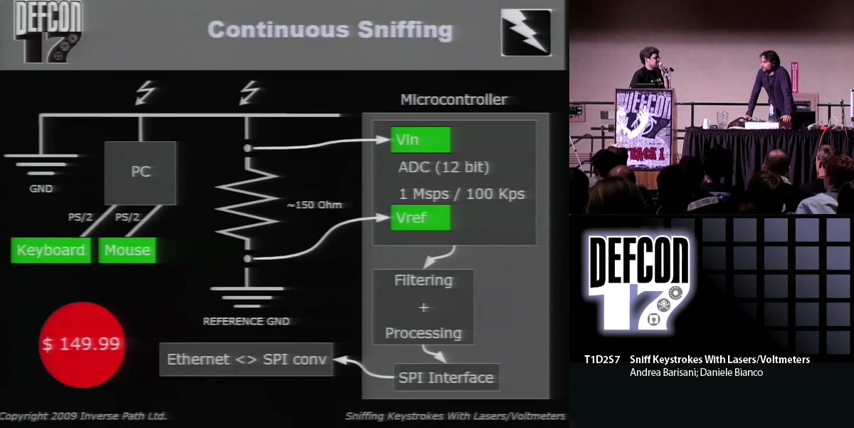 DEFCON
17
Continuous Sniffing
Microcontroller
Vin
ADC (12 bit)
1 Msps / 100 Kps
Vref
PC
GND
PS/2 PS/2
~150 Ohm
Keyboard
Mouse
Filtering
+
Processing
REFERENCE GND
$ 149.99
Ethernet <> SPI conv
SPI Interface
Copyright 2009 Inverse Path Ltd.
Sniffing Keystrokes With Lasers/Voltmeters
DEFCON
TRACK 1
DEFCON
17
T1D2S7 Sniff Keystrokes With Lasers/Voltmeters
Andrea Barisani; Daniele Bianco